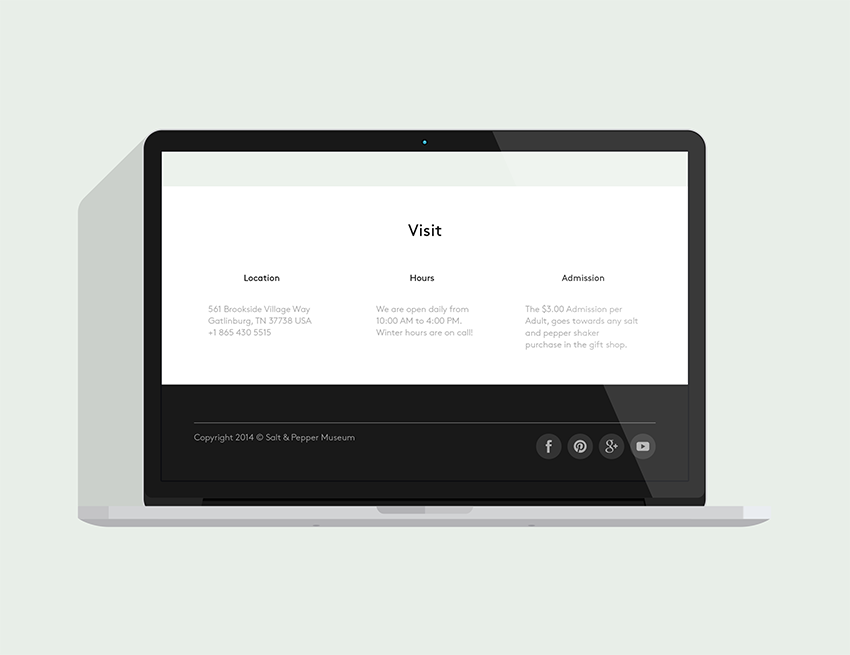 Visit
Location
561 Brookside Village Way
Gatlinburg, TN 37738 USA
+1 865 430 5515
Hours
We are open daily from
10:00 AM to 4:00 PM.
Winter hours are on call!
Admission
The $3.00 Admission per
Adult, goes towards any salt
and pepper shaker
purchase in the gift shop.
Copyright 2014 © Salt & Pepper Museum